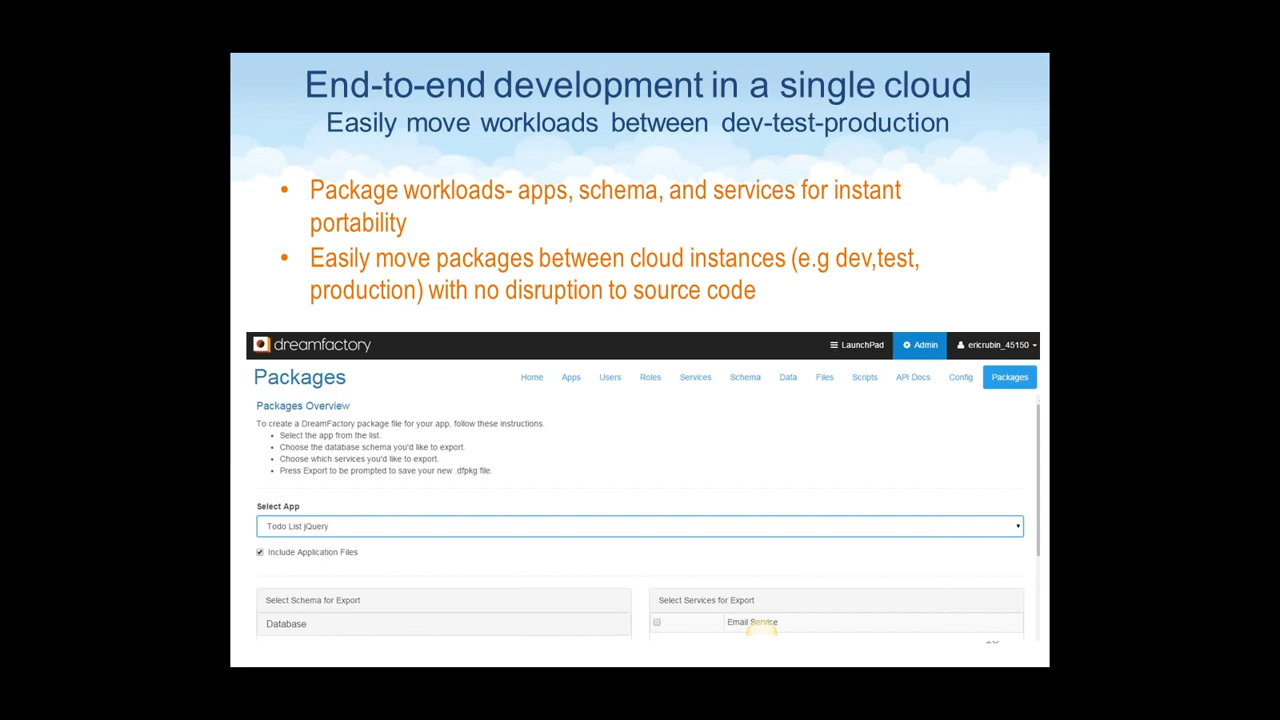 End-to-end development in a single cloud
Easily move workloads between dev-test-production
• Package workloads- apps, schema, and services for instant
portability
• Easily move packages between cloud instances (e.g dev,test,
production) with no disruption to source code
dreamfactory
LaunchPad
Admin
ericrubin_45150
Packages
Home Apps Users Roles Services Schema Data Files Scripts API Docs Config Packages
Packages Overview
To create a DreamFactory package file for your app, follow these instructions.
• Select the app from the list.
• Choose the database schema you'd like to export.
• Choose which services you'd like to export.
• Press Export to be prompted to save your new .dfpkg file.
Select App
Todo List jQuery
Include Application Files
Select Schema for Export
Database
Select Services for Export
Email Service